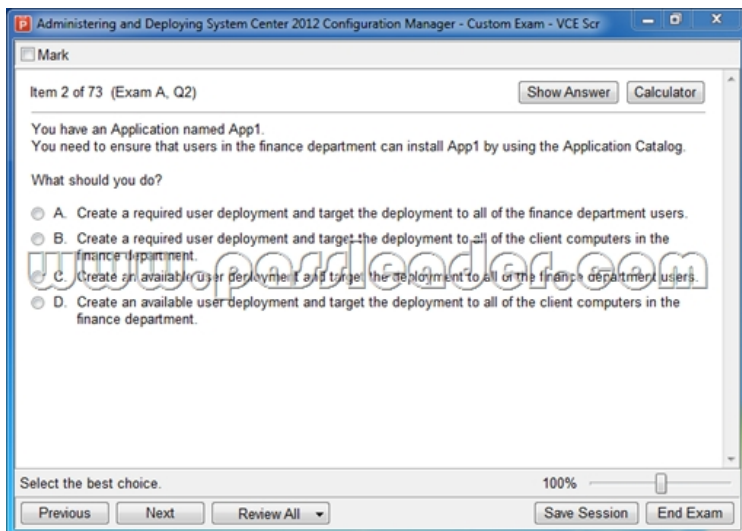 Administering and Deploying System Center 2012 Configuration Manager - Custom Exam - VCE Scr
Mark
Item 2 of 73 (Exam A, Q2)
Show Answer
Calculator
You have an Application named App1.
You need to ensure that users in the finance department can install App1 by using the Application Catalog.
What should you do?
A. Create a required user deployment and target the deployment to all of the finance department users.
B. Create a required user deployment and target the deployment to all of the client computers in the
finance department.
www.passleader.com
C. Create an available user deployment and target the deployment to all of the finance department users.
D. Create an available user deployment and target the deployment to all of the client computers in the
finance department.
Select the best choice.
100%
Previous
Next
Review All
Save Session
End Exam